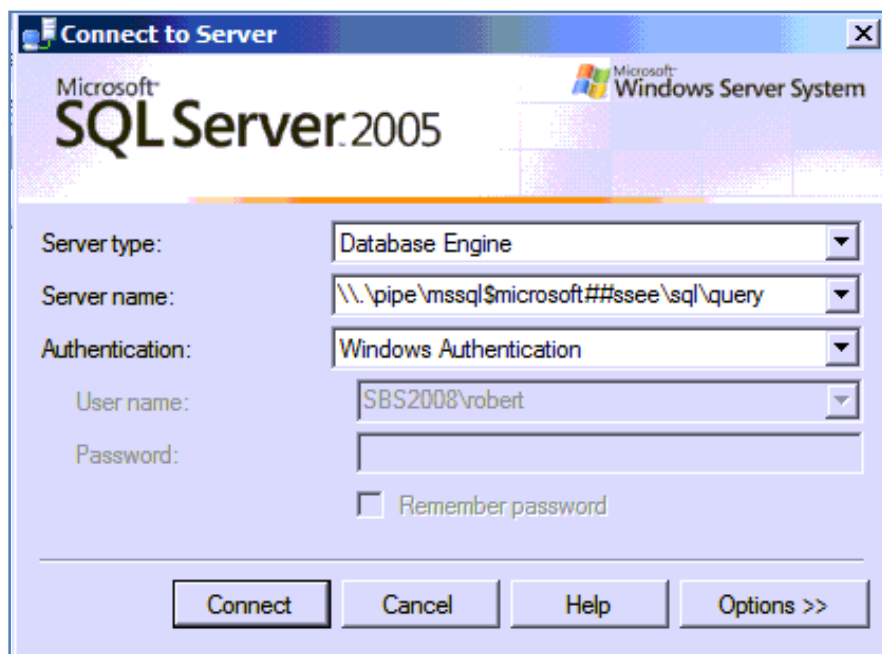 Connect to Server
Microsoft
SQL Server 2005
Microsoft
Windows Server System
Server type:
Database Engine
Server name:
\\.\pipe\mssql$microsoft##ssee\sql\query
Authentication:
Windows Authentication
User name:
SBS2008\robert
Password:
Remember password
Connect
Cancel
Help
Options >>